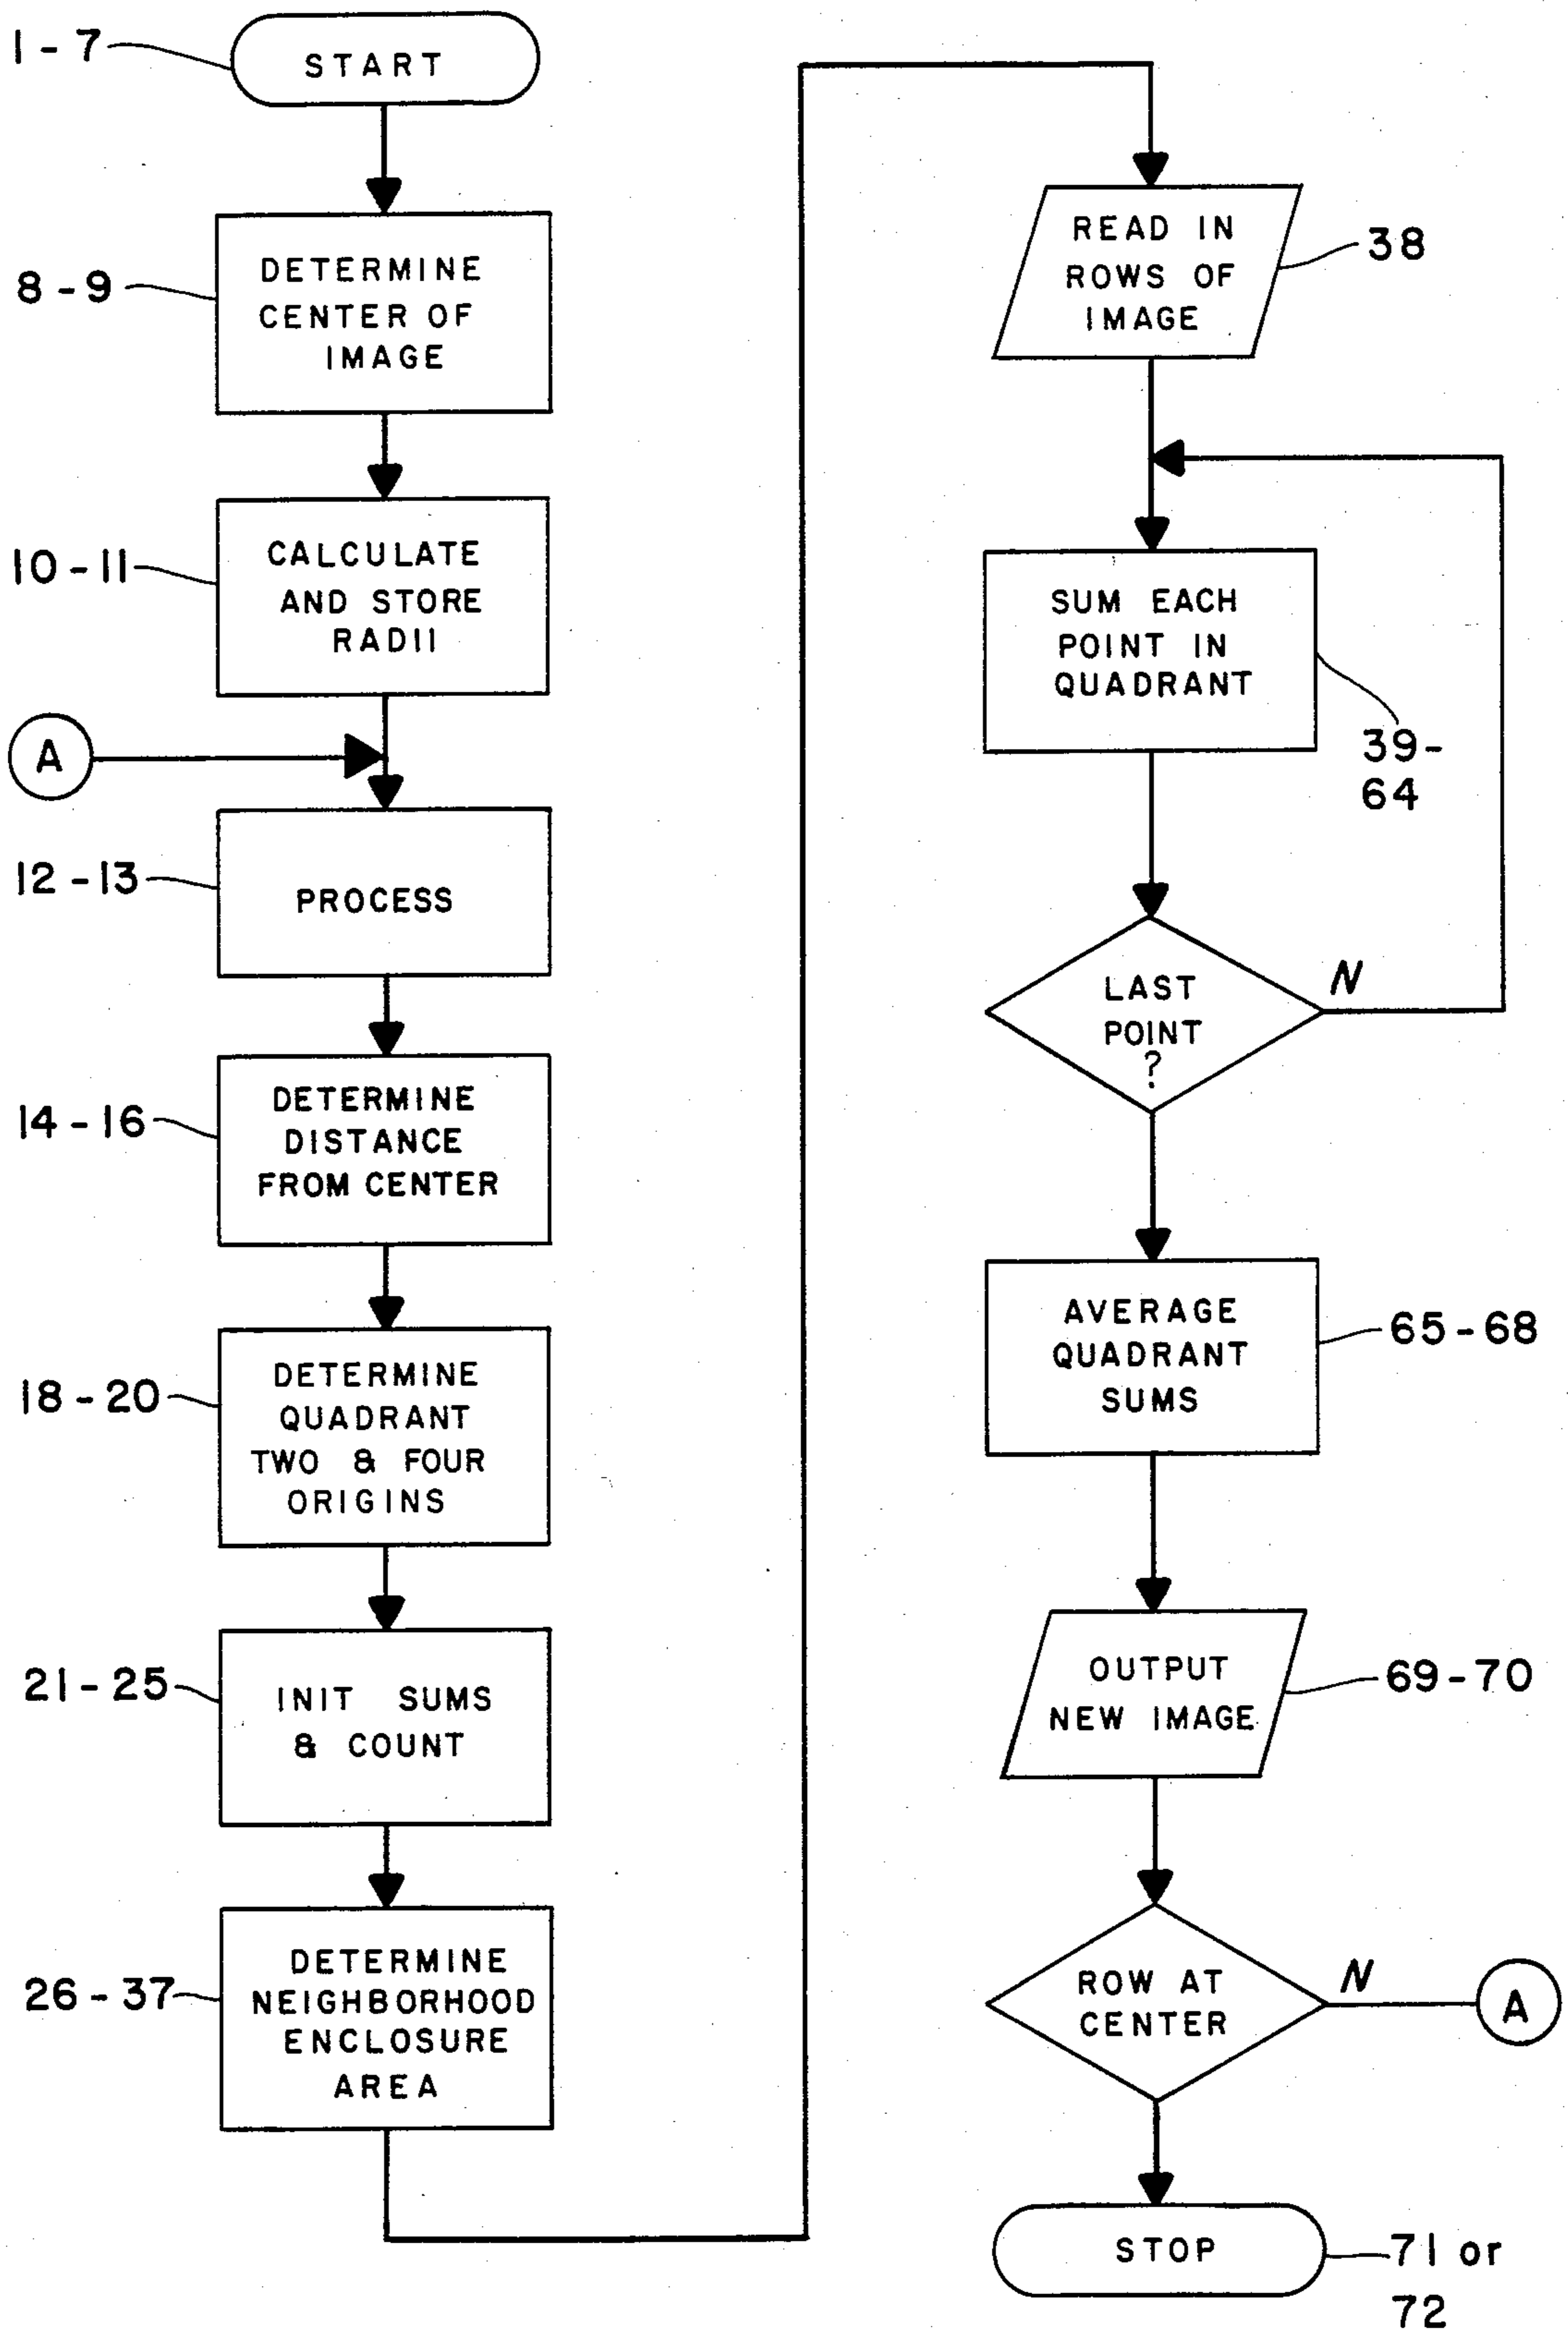 1-7
START
8-9
DETERMINE
CENTER OF
IMAGE
10-11
CALCULATE
AND STORE
RADII
A
12-13
PROCESS
14-16
DETERMINE
DISTANCE
FROM CENTER
18-20
DETERMINE
QUADRANT
TWO & FOUR
ORIGINS
21-25
INIT SUMS
& COUNT
26-37
DETERMINE
NEIGHBORHOOD
ENCLOSURE
AREA
READ IN
ROWS OF
IMAGE
38
SUM EACH
POINT IN
QUADRANT
39-
64
LAST
POINT
?
N
AVERAGE
QUADRANT
SUMS
65-68
OUTPUT
NEW IMAGE
69-70
ROW AT
CENTER
N
A
STOP
71 or
72